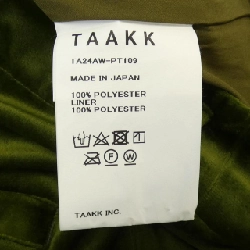 TAAKK
TA24AW-PT109
MADE IN JAPAN
100% POLYESTER
LINER
100% POLYESTER
TAAKK INC.